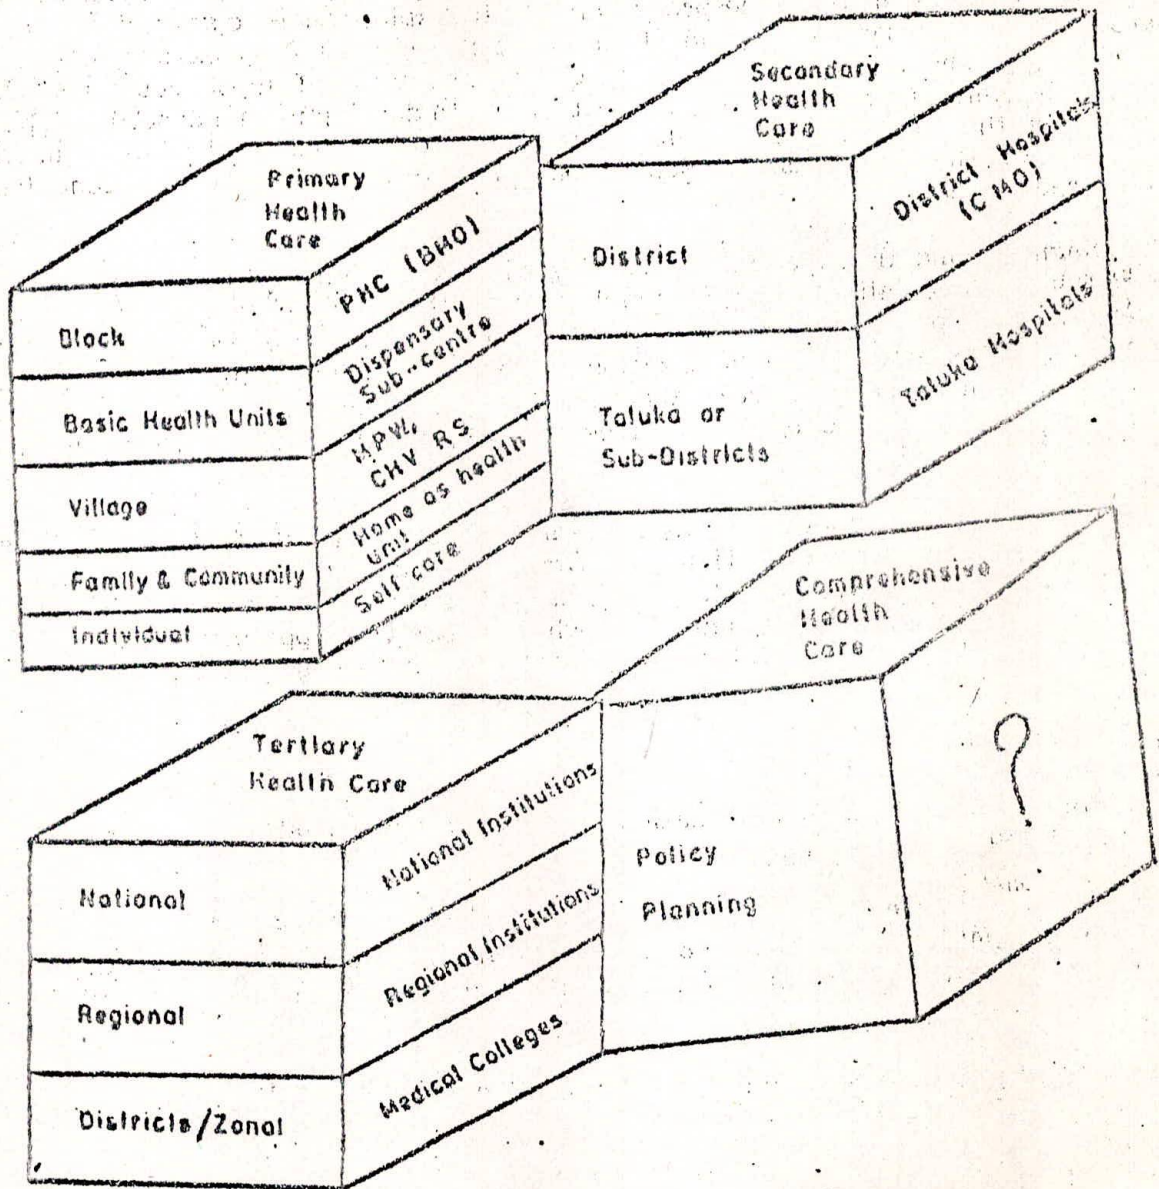 Primary
Health
Care
Block
Basic Health Units
Village
Family & Community
Individual
PHC (BMO)
Dispensary
Sub-centre
MPW,
CHV RS
Home as health
unit
Self care
Secondary
Health
Care
District
Taluka or
Sub-Districts
District Hospitals
(CMO)
Taluka Hospitals
Tertiary
Health Care
National
Regional
Districts/Zonal
National Institutions
Regional Institutions
Medical Colleges
Comprehensive
Health
Care
Policy
Planning
?